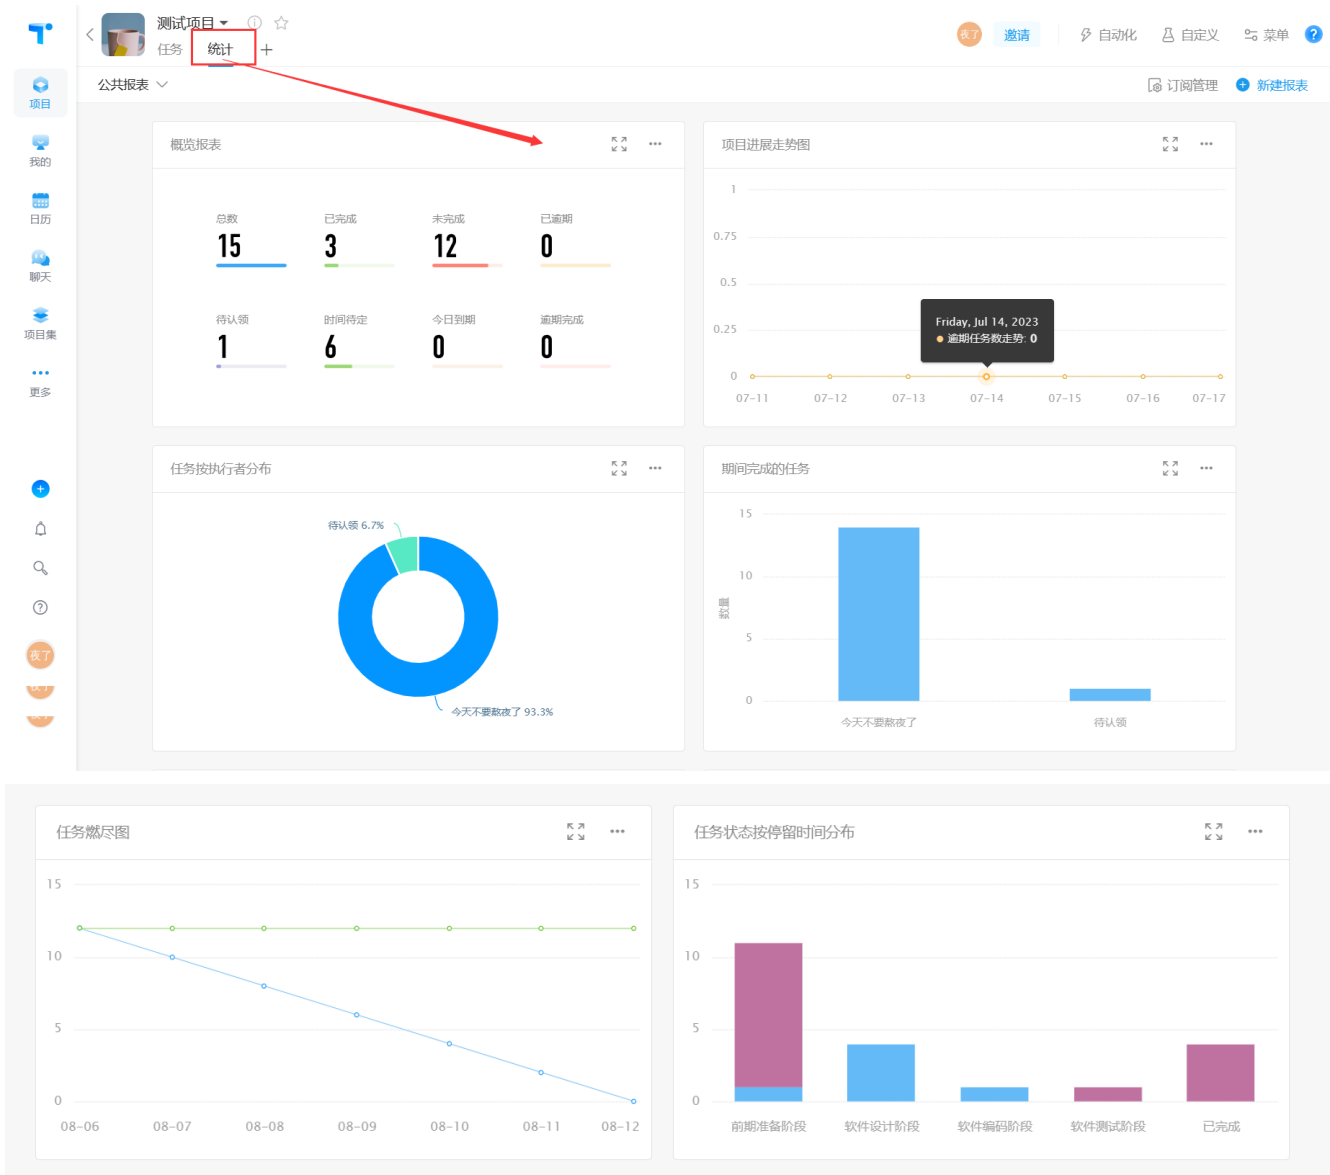 测试项目
任务 统计
夜了 邀请 自动化 自定义 菜单 ?
公共报表
订阅管理 新建报表
项目
我的
日历
聊天
项目集
更多
夜了
概览报表
总数 已完成 未完成 已逾期
15 3 12 0
待认领 时间待定 今日到期 逾期完成
1 6 0 0
项目进展走势图
1
0.75
0.5
0.25
0
Friday, Jul 14, 2023
逾期任务数走势: 0
07-11 07-12 07-13 07-14 07-15 07-16 07-17
任务按执行者分布
待认领 6.7%
今天不要熬夜了 93.3%
期间完成的任务
15
10
5
0
数量
今天不要熬夜了 待认领
任务燃尽图
15
10
5
0
08-06 08-07 08-08 08-09 08-10 08-11 08-12
任务状态按停留时间分布
15
10
5
0
前期准备阶段 软件设计阶段 软件编码阶段 软件测试阶段 已完成